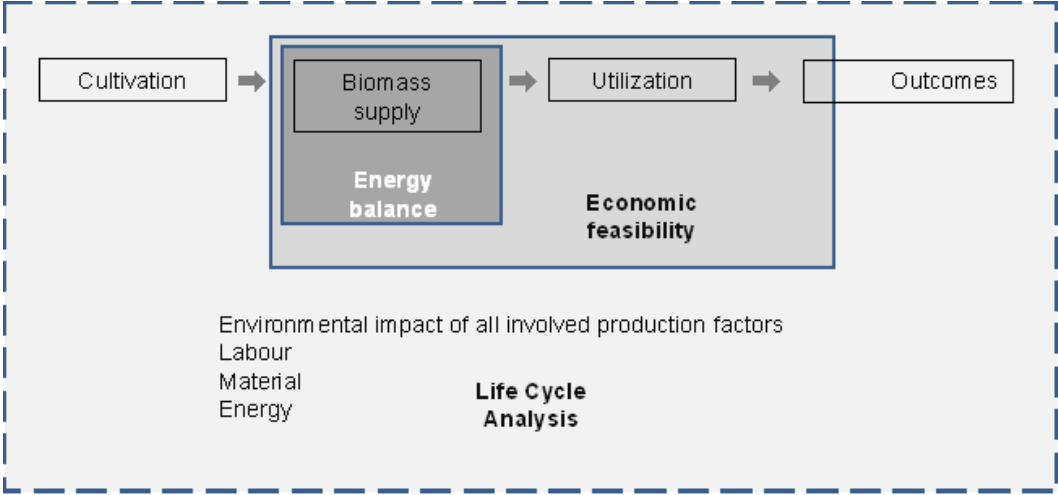 Cultivation
Biomass
supply
Utilization
Outcomes
Energy
balance
Economic
feasibility
Environmental impact of all involved production factors
Labour
Material
Energy
Life Cycle
Analysis